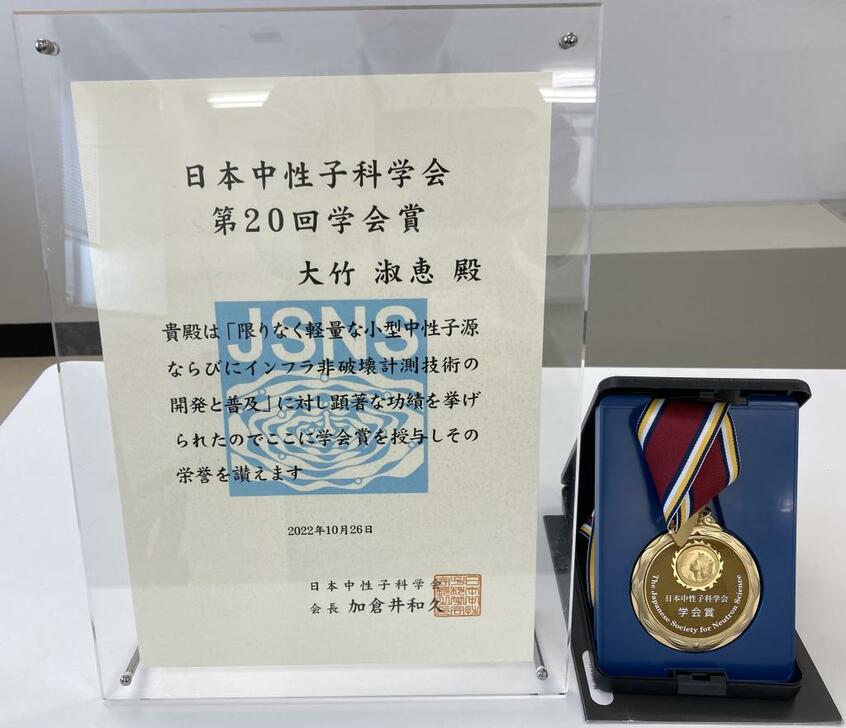 日本中性子科学会
第20回学会賞
大竹 淑恵 殿
JSNS
貴殿は「限りなく軽量な小型中性子源
ならびにインフラ非破壊計測技術の
開発と普及」に対し顕著な功績を挙げ
られたのでここに学会賞を授与しその
栄誉を讃えます
2022年10月26日
日本中性子科学会
会長 加倉井和久
日本中性子科学会
学会賞
The Japanese Society for Neutron Science